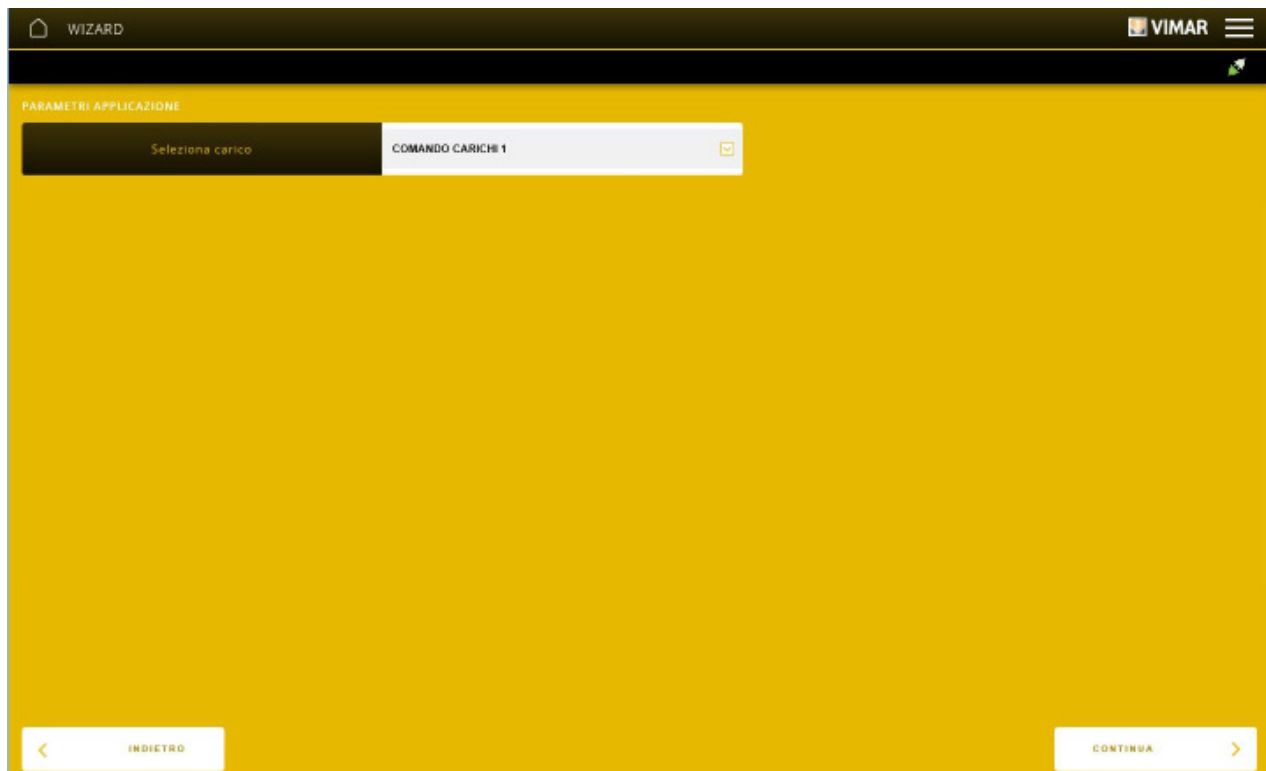 WIZARD
VIMAR
PARAMETRI APPLICAZIONE
Seleziona carico
COMANDO CARICHI 1
INDIETRO
CONTINUA